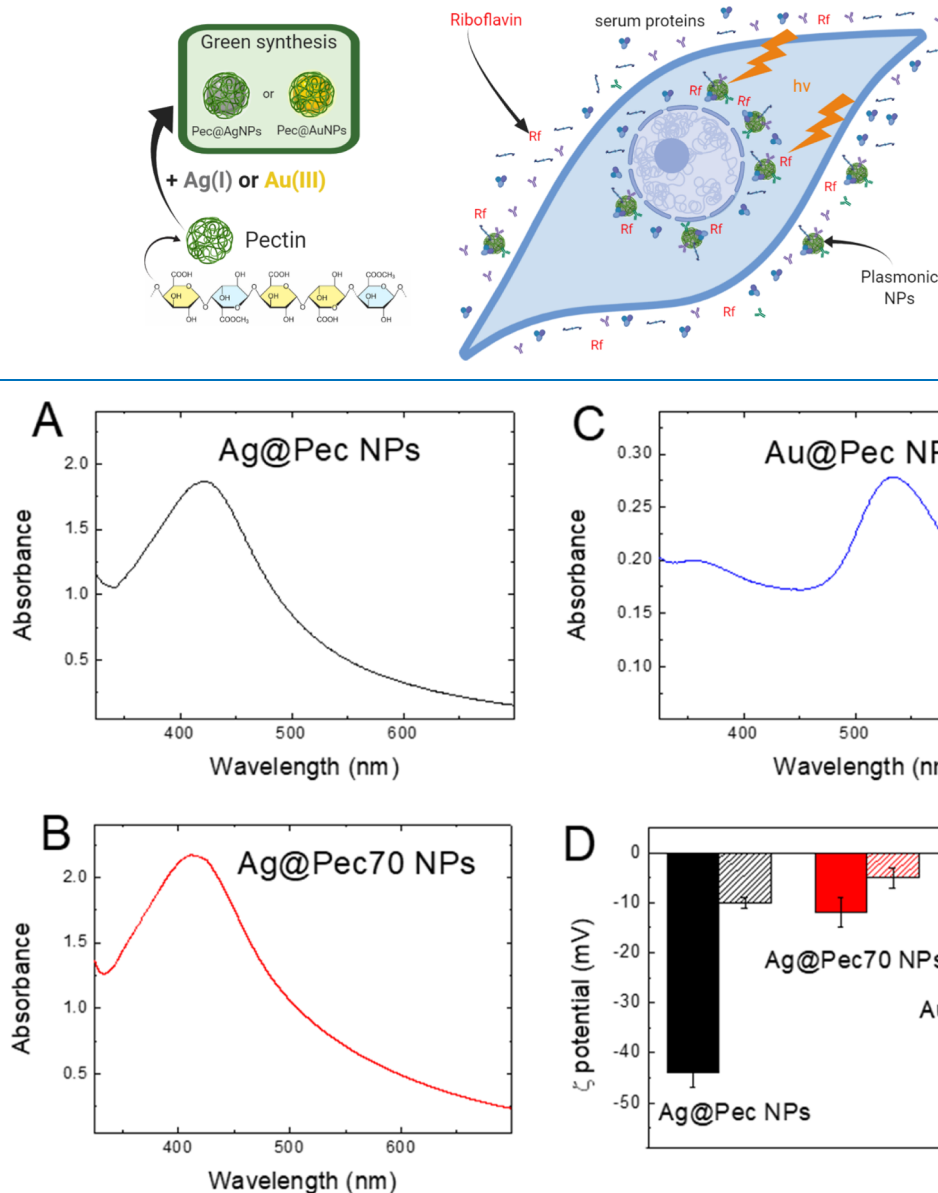 Green synthesis
or
Pec@AgNPs
Pec@AuNPs
+ Ag(I) or Au(III)
Pectin
COOH
OH
OH
O
O
OH
OH
O
COOCH₃
O
COOH
O
OH
OH
O
OH
O
OH
COOH
O
COOCH₃
O
OH
OH
O
Riboflavin
serum proteins
Rf
Rf
Rf
Rf
hv
Rf
Rf
Rf
Rf
Rf
Rf
Plasmonic
NPs
Rf
Rf
A
Ag@Pec NPs
2.0
1.5
1.0
0.5
Absorbance
400
500
600
Wavelength (nm)
C
Au@Pec NP
0.30
0.25
0.20
0.15
0.10
Absorbance
400
500
Wavelength (nm
B
Ag@Pec70 NPs
2.0
1.5
1.0
0.5
Absorbance
400
500
600
Wavelength (nm)
D
0
-10
-20
-30
-40
-50
ζ potential (mV)
Ag@Pec70 NPs
Au
Ag@Pec NPs